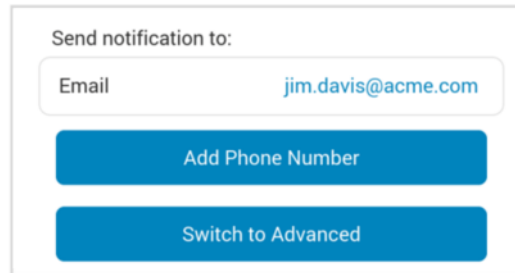 Send notification to:
Email jim.davis@acme.com
Add Phone Number
Switch to Advanced